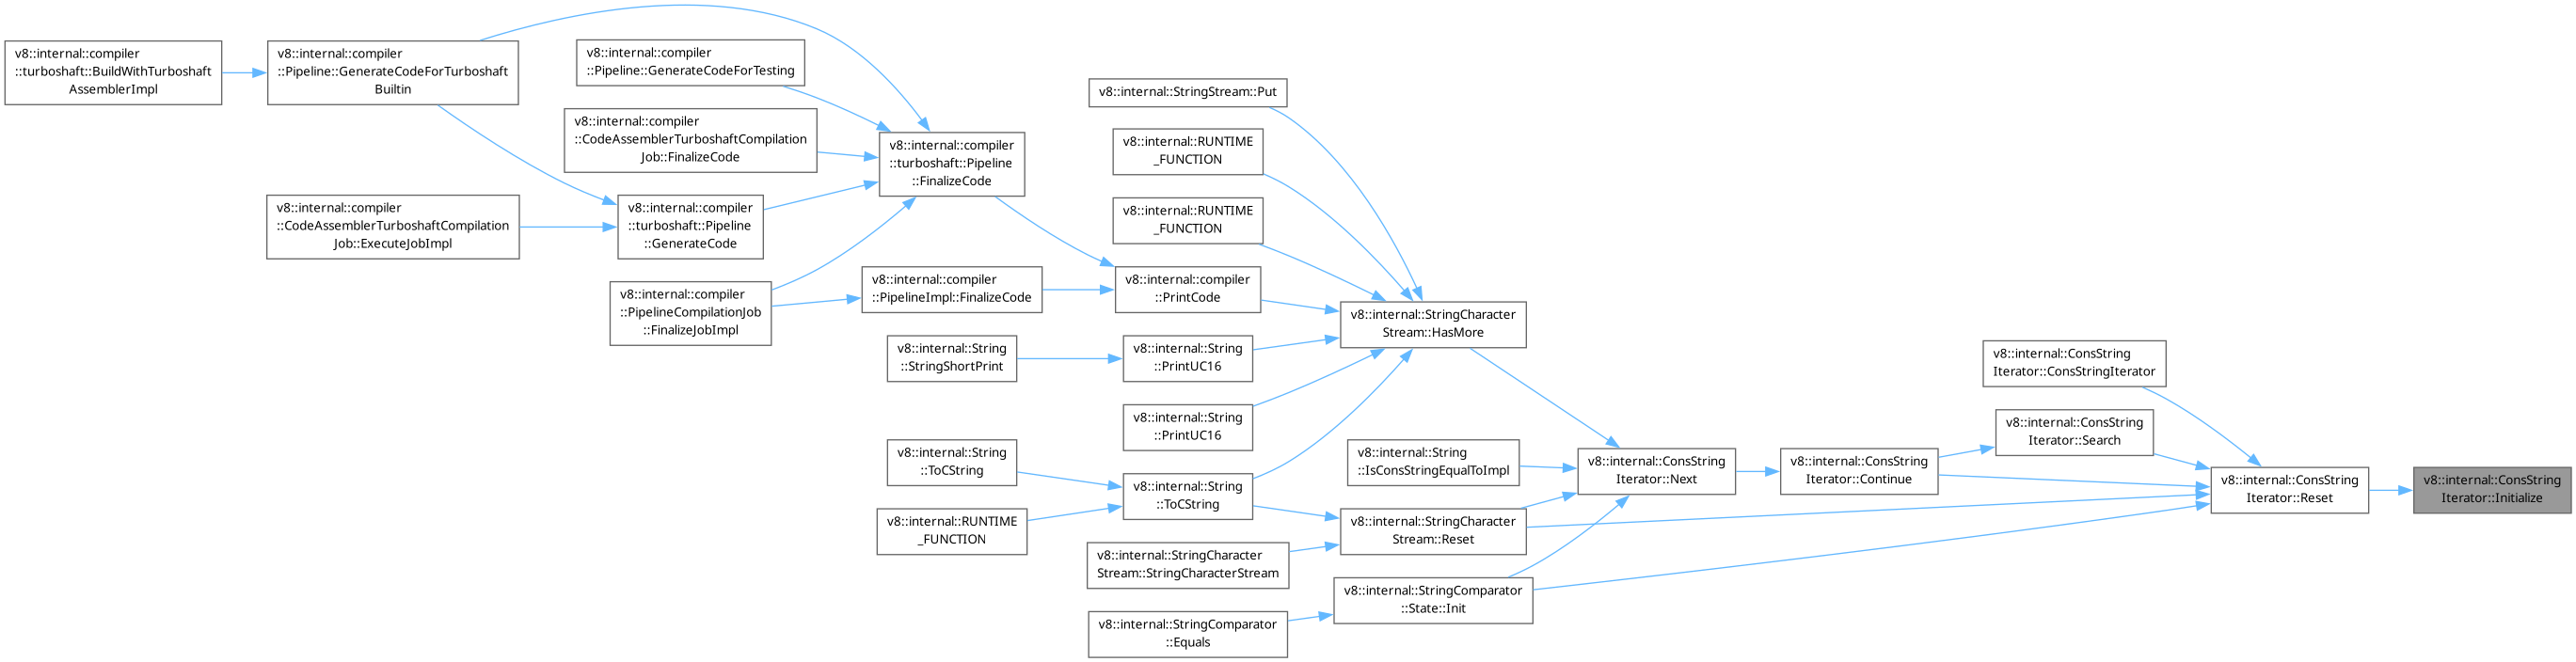 v8::internal::compiler
::turboshaft::BuildWithTurboshaft
AssemblerImpl
v8::internal::compiler
::Pipeline::GenerateCodeForTurboshaft
Builtin
v8::internal::compiler
::CodeAssemblerTurboshaftCompilation
Job::ExecuteJobImpl
v8::internal::compiler
::Pipeline::GenerateCodeForTesting
v8::internal::compiler
::CodeAssemblerTurboshaftCompilation
Job::FinalizeCode
v8::internal::compiler
::turboshaft::Pipeline
::GenerateCode
v8::internal::compiler
::PipelineCompilationJob
::FinalizeJobImpl
v8::internal::compiler
::turboshaft::Pipeline
::FinalizeCode
v8::internal::compiler
::PipelineImpl::FinalizeCode
v8::internal::String
::StringShortPrint
v8::internal::String
::ToCString
v8::internal::RUNTIME
_FUNCTION
v8::internal::StringStream::Put
v8::internal::RUNTIME
_FUNCTION
v8::internal::RUNTIME
_FUNCTION
v8::internal::compiler
::PrintCode
v8::internal::String
::PrintUC16
v8::internal::String
::PrintUC16
v8::internal::String
::ToCString
v8::internal::StringCharacter
Stream::StringCharacterStream
v8::internal::StringComparator
::Equals
v8::internal::StringCharacter
Stream::HasMore
v8::internal::String
::IsConsStringEqualToImpl
v8::internal::StringCharacter
Stream::Reset
v8::internal::StringComparator
::State::Init
v8::internal::ConsString
Iterator::Next
v8::internal::ConsString
Iterator::Continue
v8::internal::ConsString
Iterator::ConsStringIterator
v8::internal::ConsString
Iterator::Search
v8::internal::ConsString
Iterator::Reset
v8::internal::ConsString
Iterator::Initialize